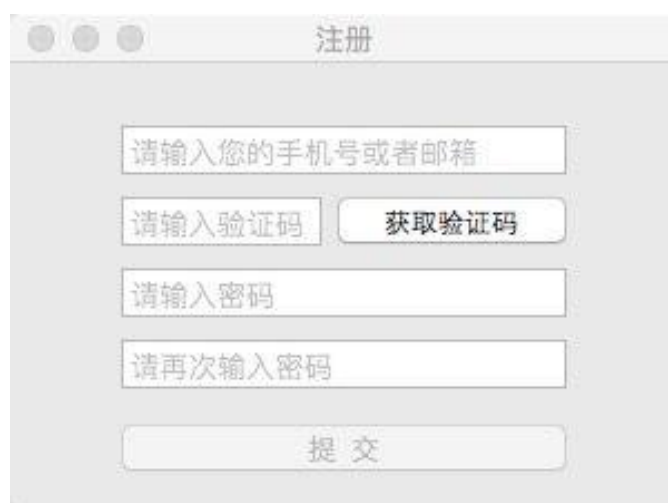 注册
请输入您的手机号或者邮箱
请输入验证码 获取验证码
请输入密码
请再次输入密码
提 交